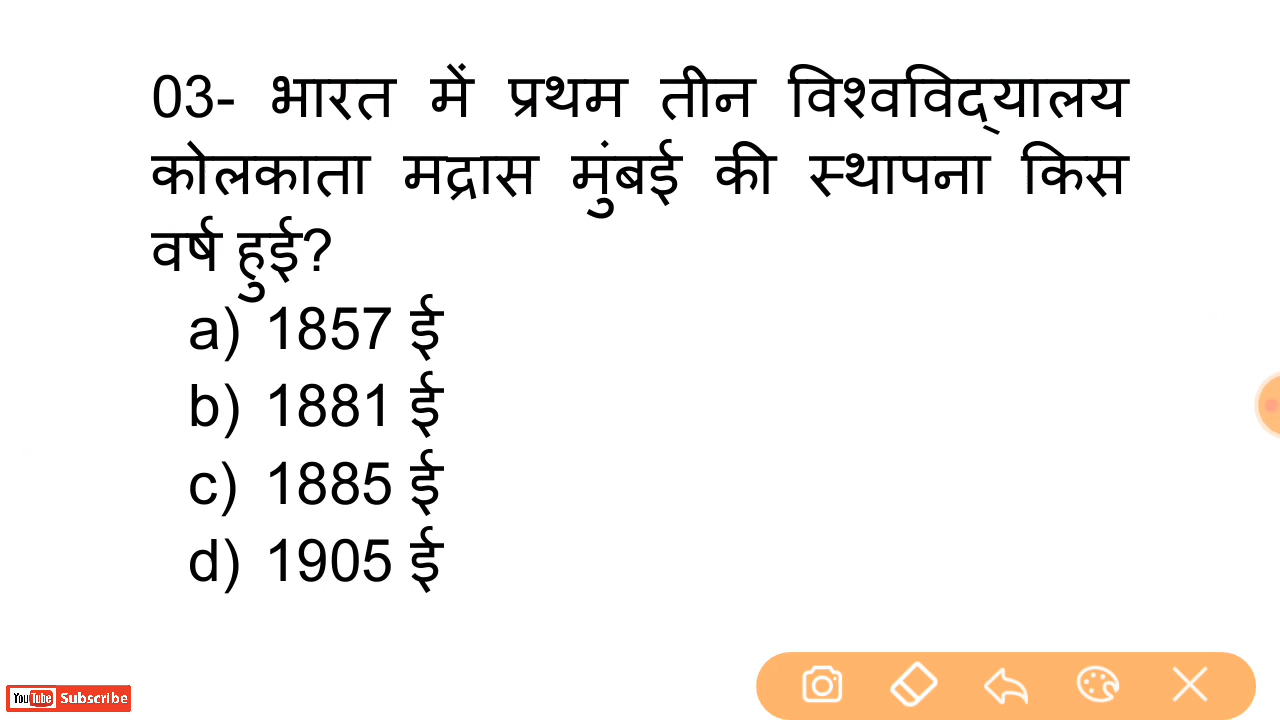 03- भारत में प्रथम तीन विश्वविद्‌यालय
कोलकाता मद्रास मुंबई की स्थापना किस
वर्ष हुई?
a) 1857 ई
b) 1881 ई
c) 1885 ई
d) 1905 ई
YouTube Subscribe